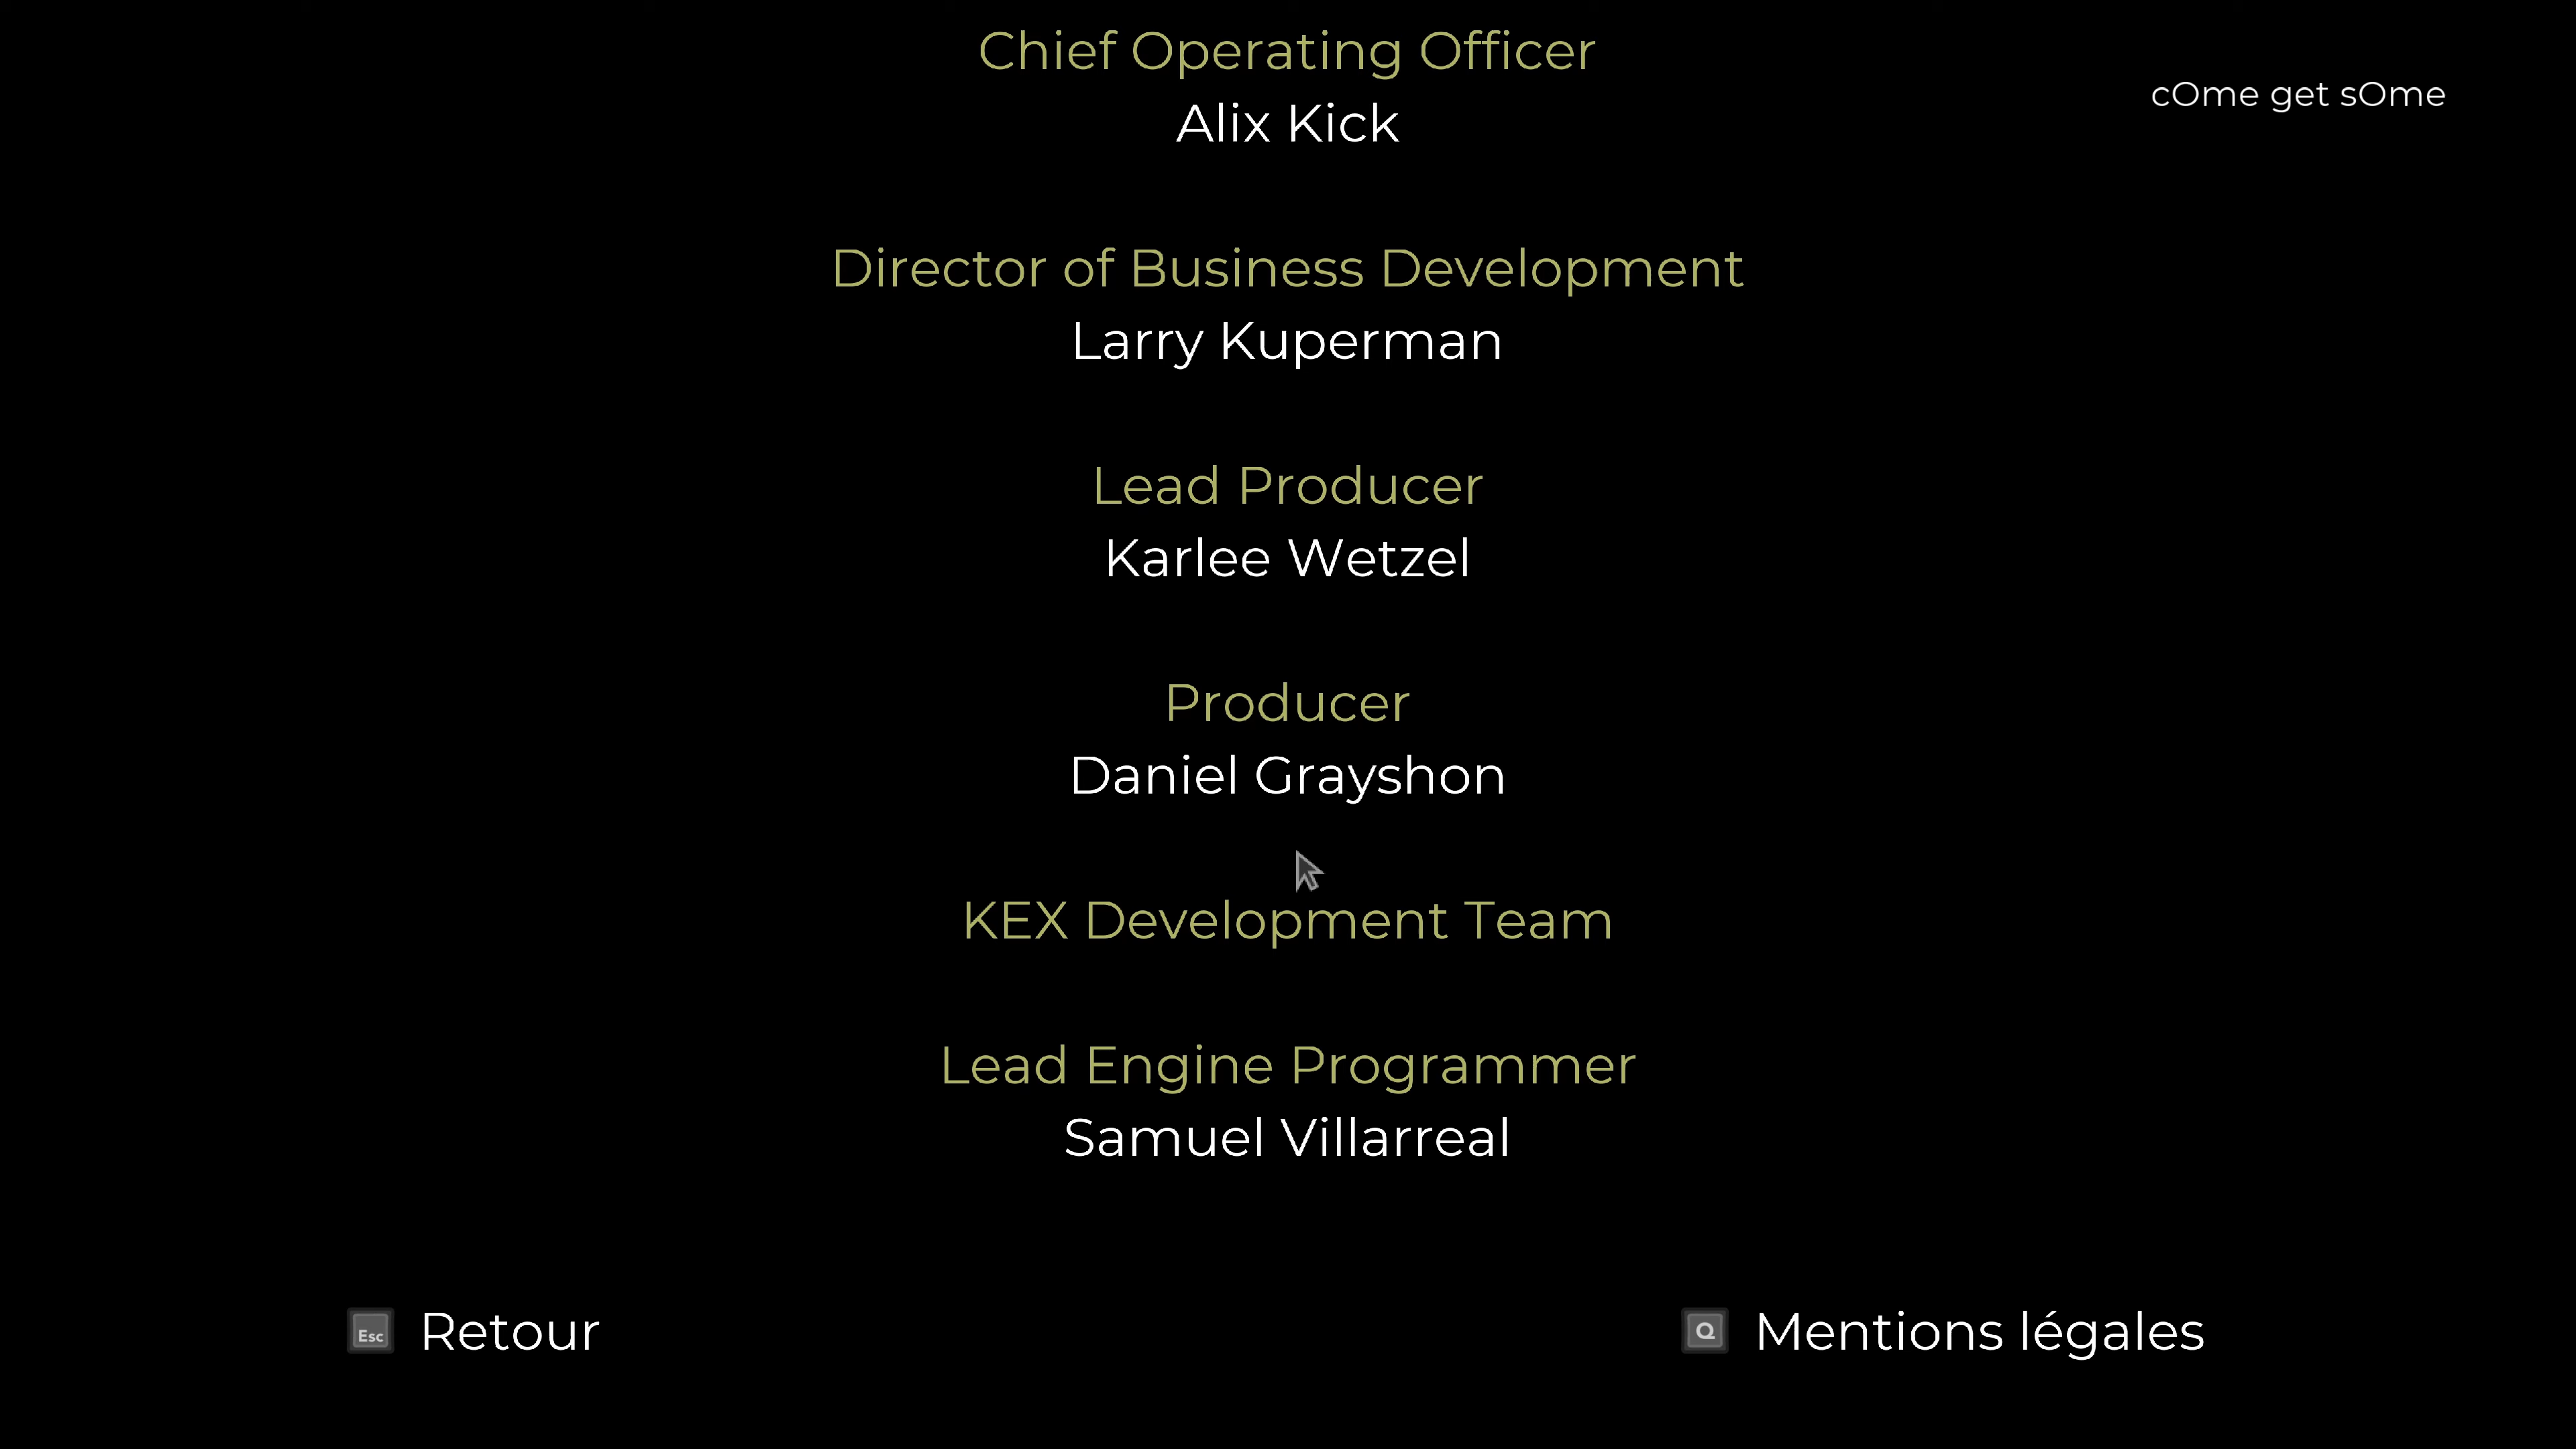 Chief Operating Officer
cOme get sOme
Alix Kick
Director of Business Development
Larry Kuperman
Lead Producer
Karlee Wetzel
Producer
Daniel Grayshon
KEX Development Team
Lead Engine Programmer
Samuel Villarreal
Esc Retour
Q Mentions légales